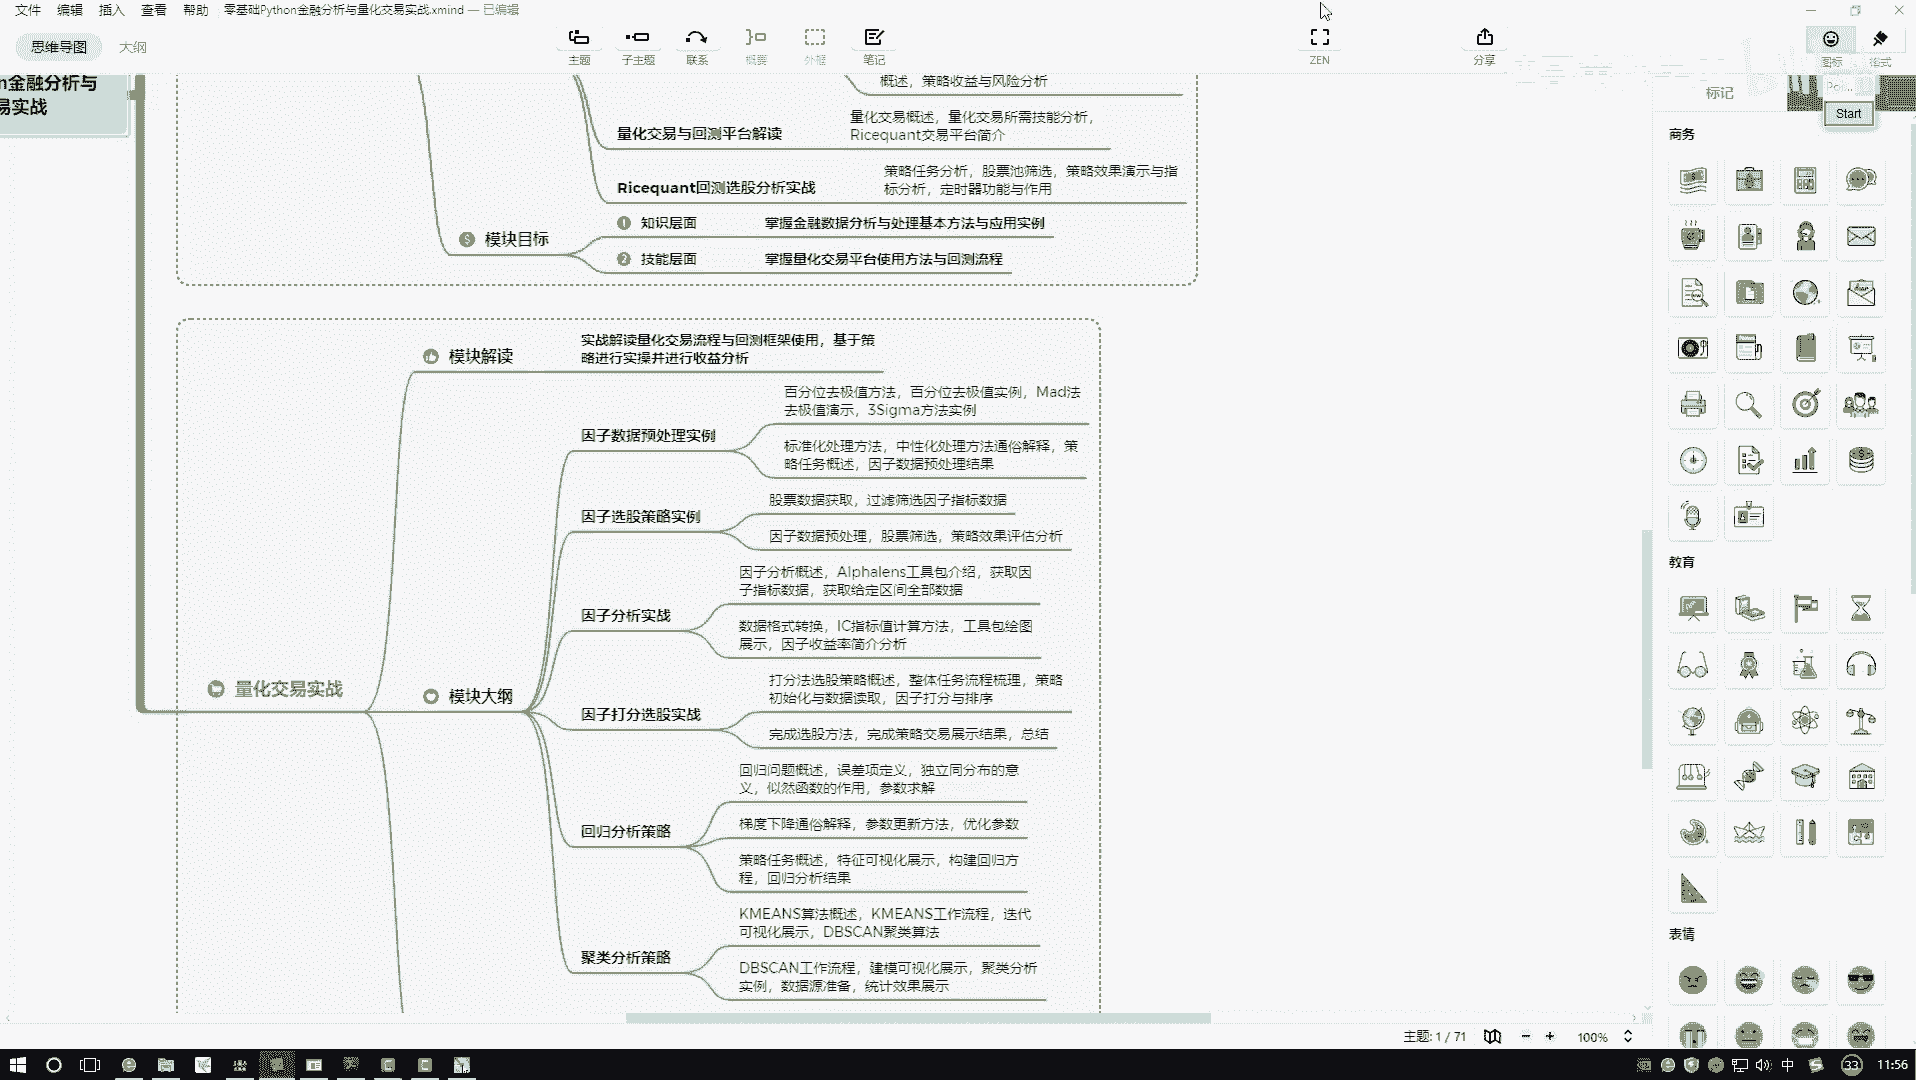 文件 编辑 插入 查看 帮助 零基础Python金融分析与量化交易实战.xmind — 已编辑
思维导图 大纲
主题 子主题 联系 概要 外框 笔记 ZEN 分享 图标 格式
n金融分析与
易实战
标记
Start
概述，策略收益与风险分析
量化交易与回测平台解读
量化交易概述，量化交易所需技能分析，
Ricequant交易平台简介
Ricequant回测选股分析实战
策略任务分析，股票池筛选，策略效果演示与指
标分析，定时器功能与作用
模块目标
1 知识层面 掌握金融数据分析与处理基本方法与应用实例
2 技能层面 掌握量化交易平台使用方法与回测流程
量化交易实战
模块解读
实战解读量化交易流程与回测框架使用，基于策
略进行实操并进行收益分析
模块大纲
因子数据预处理实例
百分位去极值方法，百分位去极值实例，Mad法
去极值演示，3Sigma方法实例
标准化处理方法，中性化处理方法通俗解释，策
略任务概述，因子数据预处理结果
因子选股策略实例
股票数据获取，过滤筛选因子指标数据
因子数据预处理，股票筛选，策略效果评估分析
因子分析实战
因子分析概述，Alphalens工具包介绍，获取因
子指标数据，获取给定区间全部数据
数据格式转换，IC指标值计算方法，工具包绘图
展示，因子收益率简介分析
因子打分选股实战
打分法选股策略概述，整体任务流程梳理，策略
初始化与数据读取，因子打分与排序
完成选股方法，完成策略交易展示结果，总结
回归分析策略
回归问题概述，误差项定义，独立同分布的意
义，似然函数的作用，参数求解
梯度下降通俗解释，参数更新方法，优化参数
策略任务概述，特征可视化展示，构建回归方
程，回归分析结果
聚类分析策略
KMEANS算法概述，KMEANS工作流程，迭代
可视化展示，DBSCAN聚类算法
DBSCAN工作流程，建模可视化展示，聚类分析
实例，数据源准备，统计效果展示
商务
教育
表情
主题: 1 / 71 100%
中 33 11:56